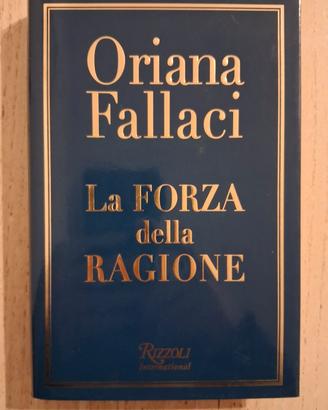 Oriana
Fallaci
La FORZA
della
RAGIONE
RIZZOLI
International